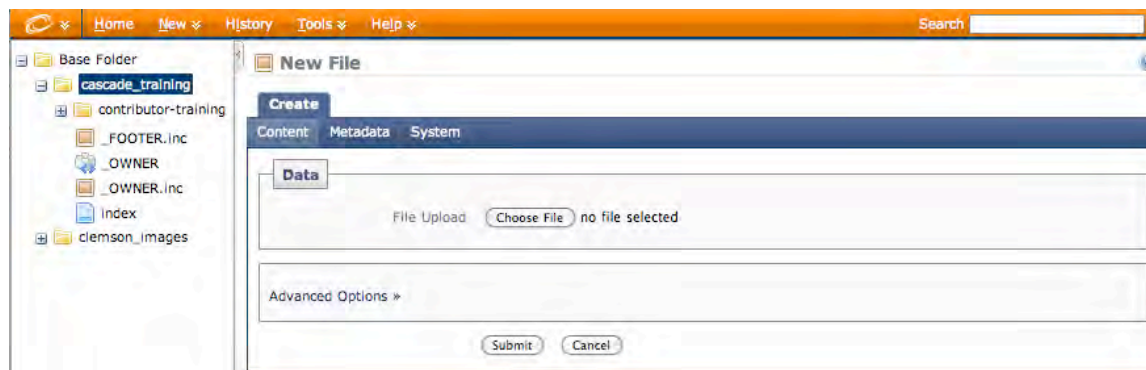 Home New History Tools Help Search
Base Folder
cascade_training
contributor-training
_FOOTER.inc
_OWNER
_OWNER.inc
index
clemson_images
New File
Create
Content Metadata System
Data
File Upload Choose File no file selected
Advanced Options »
Submit Cancel